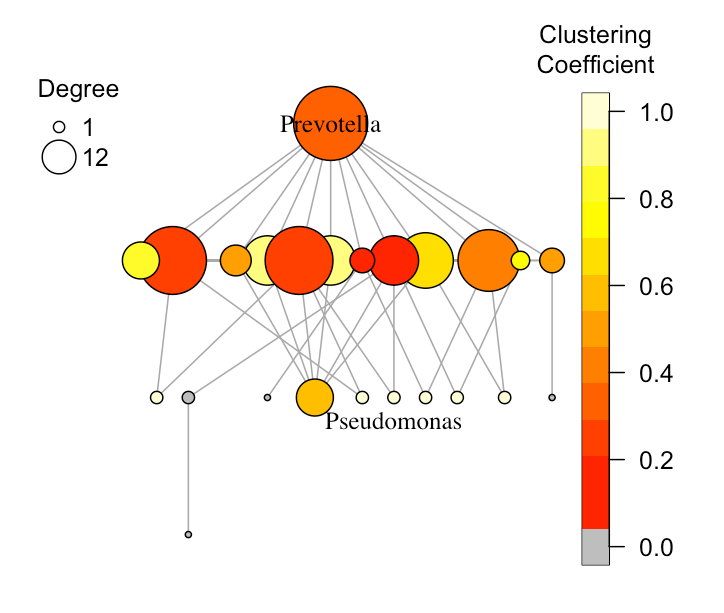 Clustering
Coefficient
Degree
1
12
Prevotella
Pseudomonas
1.0
0.8
0.6
0.4
0.2
0.0